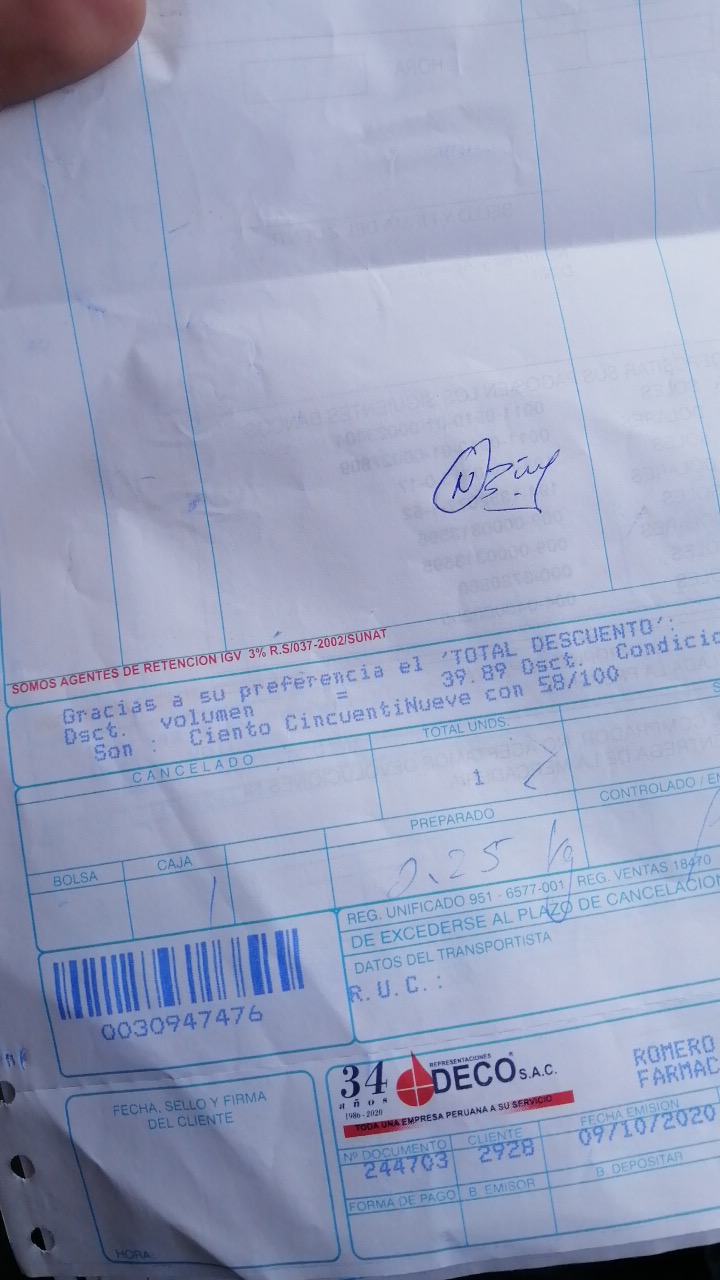 SOMOS AGENTES DE RETENCION IGV 3% R.S/037-2002/SUNAT
Gracias a su preferencia el 'TOTAL DESCUENTO':
Dsct. volumen = 39.89 Dsct. Condicio
Son : Ciento CincuentiNueve con 58/100
CANCELADO
TOTAL UNDS.
1
PREPARADO
CONTROLADO / EN
BOLSA
CAJA
1
0.25 kg
REG. UNIFICADO 951 - 6577-001
REG. VENTAS 18470
DE EXCEDERSE AL PLAZO DE CANCELACION
DATOS DEL TRANSPORTISTA
R.U.C.:
0030947476
FECHA, SELLO Y FIRMA
DEL CLIENTE
HORA
34
años
1986-2020
REPRESENTACIONES
DECO S.A.C.
TODA UNA EMPRESA PERUANA A SU SERVICIO
ROMERO
FARMAC
Nº DOCUMENTO
CLIENTE
FECHA EMISION
244703
2928
09/10/2020
FORMA DE PAGO
B. EMISOR
B. DEPOSITAR